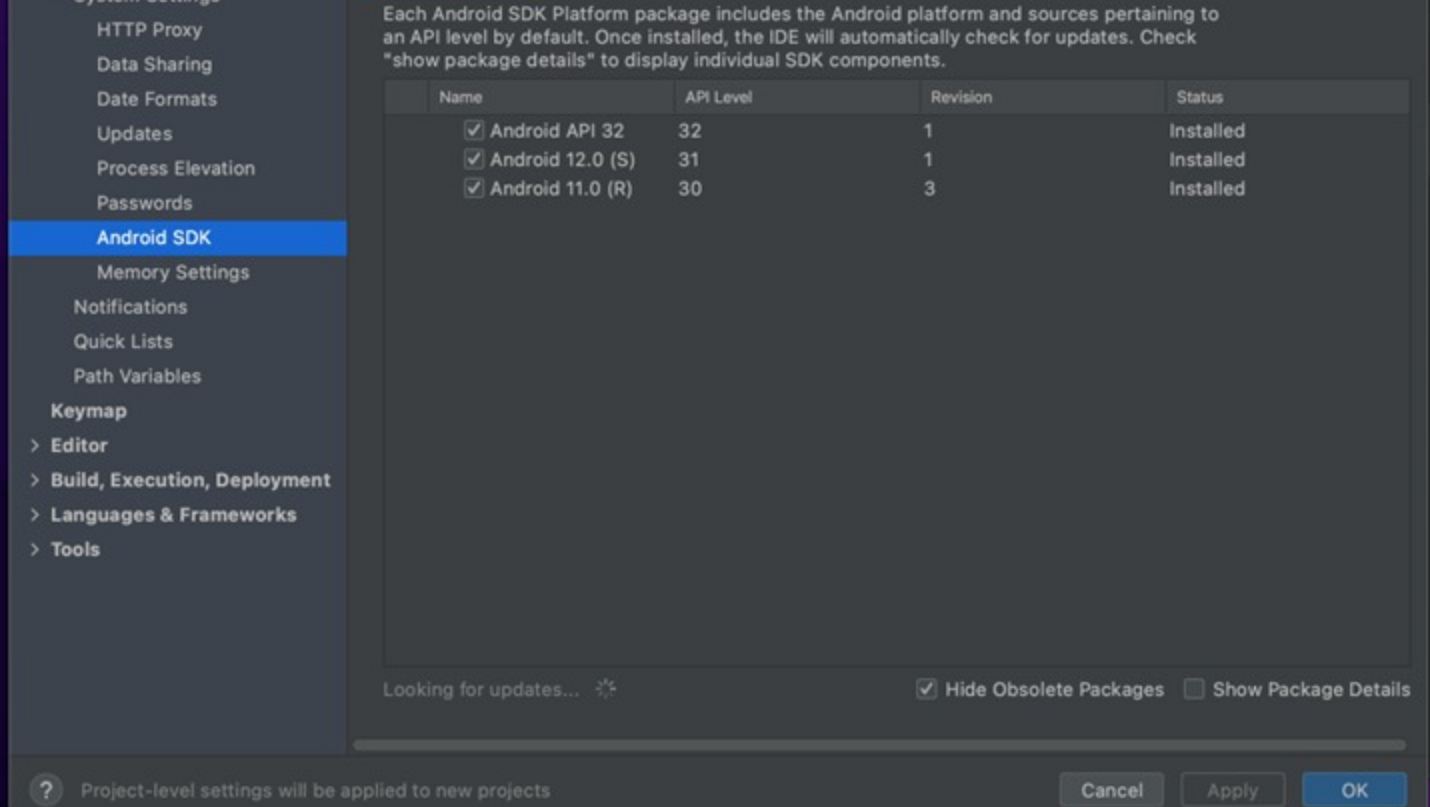 System Settings
HTTP Proxy
Data Sharing
Date Formats
Updates
Process Elevation
Passwords
Android SDK
Memory Settings
Notifications
Quick Lists
Path Variables
Keymap
Editor
Build, Execution, Deployment
Languages & Frameworks
Tools
Each Android SDK Platform package includes the Android platform and sources pertaining to
an API level by default. Once installed, the IDE will automatically check for updates. Check
"show package details" to display individual SDK components.
Name API Level Revision Status
Android API 32 32 1 Installed
Android 12.0 (S) 31 1 Installed
Android 11.0 (R) 30 3 Installed
Looking for updates... Hide Obsolete Packages Show Package Details
? Project-level settings will be applied to new projects Cancel Apply OK